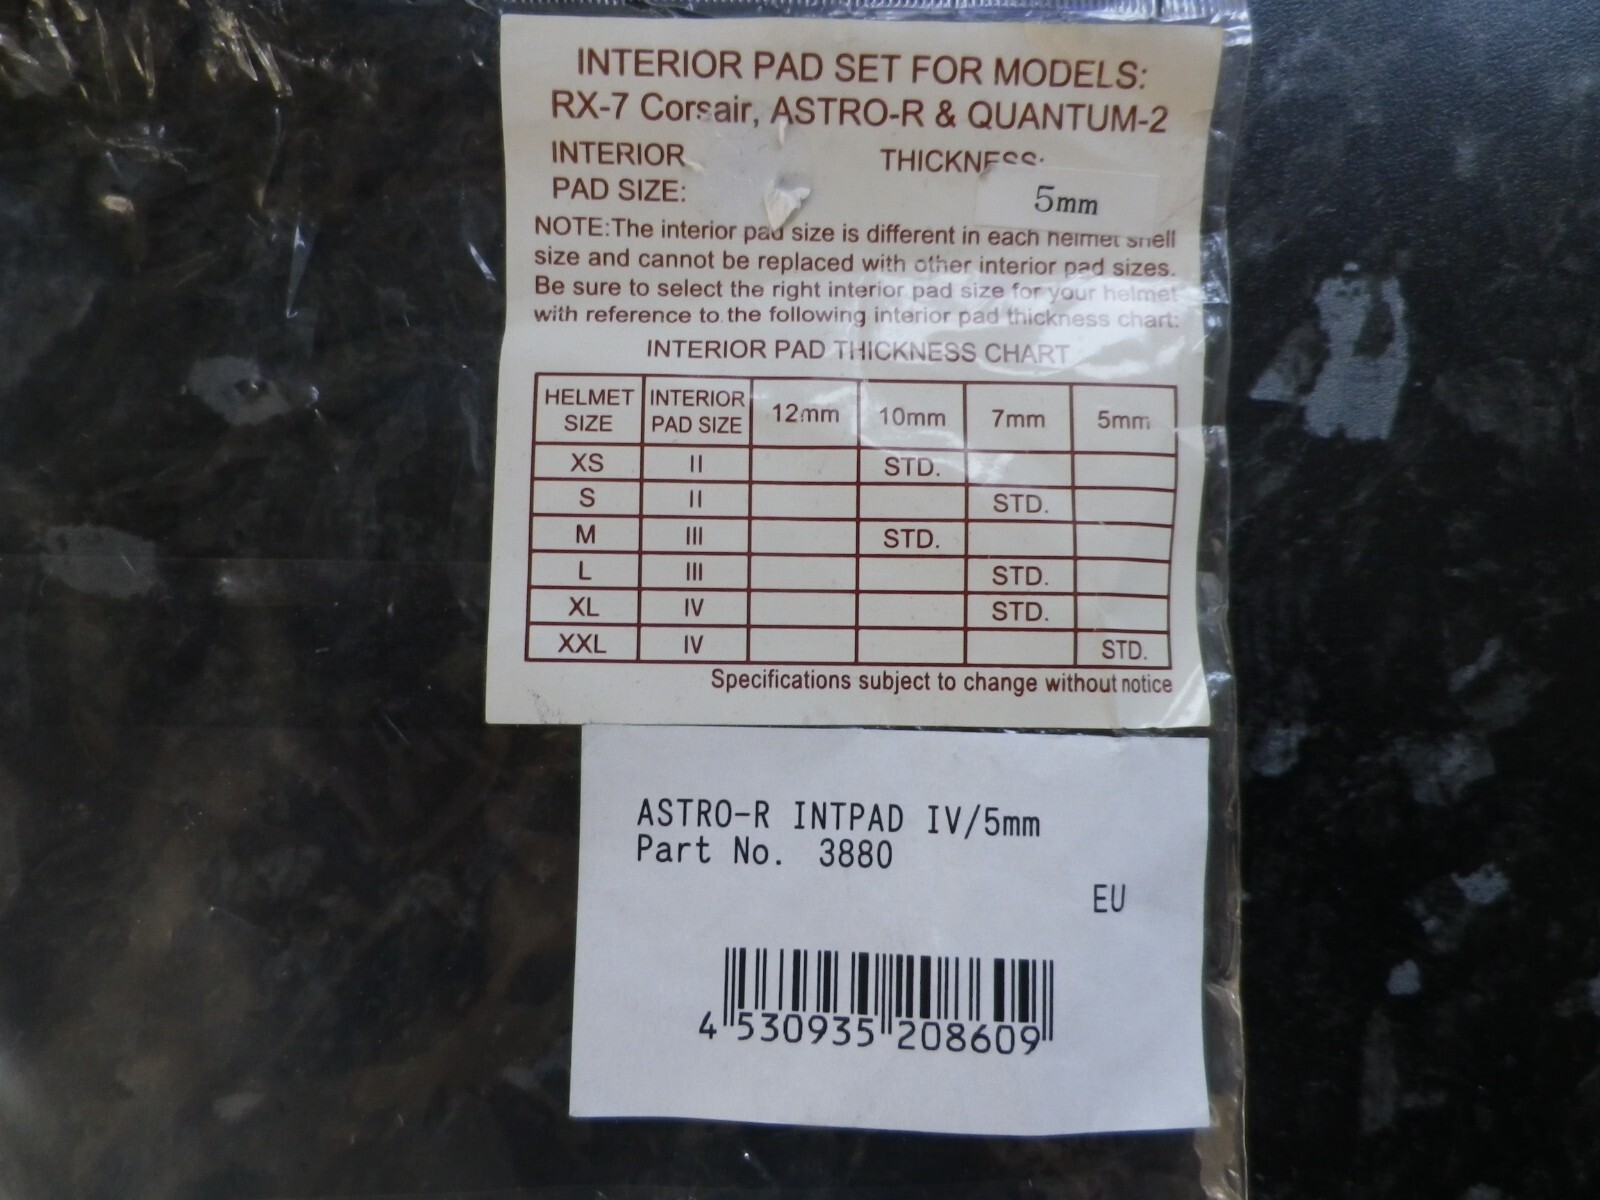 INTERIOR PAD SET FOR MODELS:
RX-7 Corsair, ASTRO-R & QUANTUM-2
INTERIOR THICKNESS:
PAD SIZE: 5mm
NOTE:The interior pad size is different in each helmet shell
size and cannot be replaced with other interior pad sizes.
Be sure to select the right interior pad size for your helmet
with reference to the following interior pad thickness chart:
INTERIOR PAD THICKNESS CHART
HELMET SIZE INTERIOR PAD SIZE 12mm 10mm 7mm 5mm
XS II STD.
S II STD.
M III STD.
L III STD.
XL IV STD.
XXL IV STD.
Specifications subject to change without notice
ASTRO-R INTPAD IV/5mm
Part No. 3880
EU
4 530935 208609